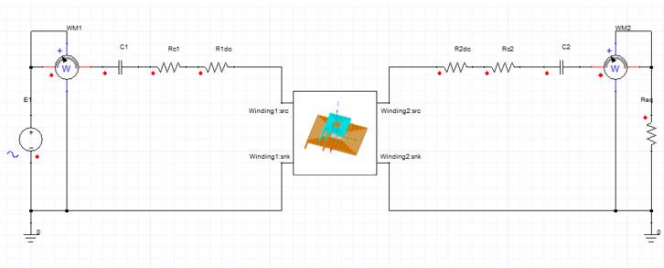 WM1
WM2
C1
Rc1
R1dc
R2dc
Rc2
C2
W
W
E1
Req
Winding1:src
Winding2:src
Winding1:snk
Winding2:snk
0
0